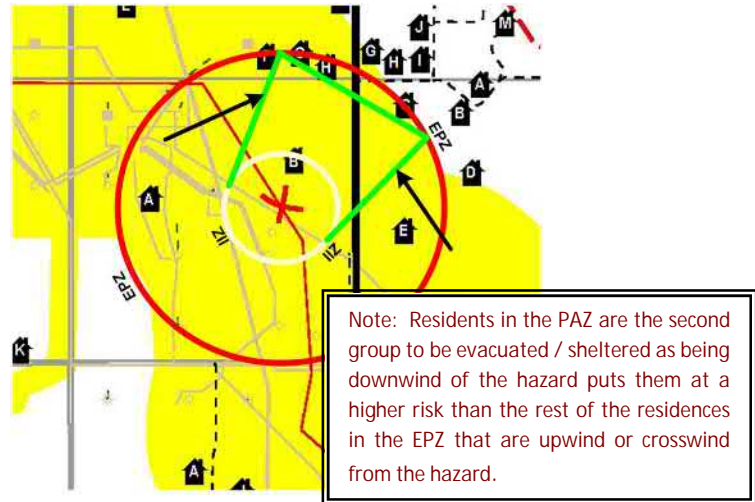 E
J
M
F
G
H
G
H
I
A
G
B
EPZ
B
D
A
E
IIZ
IIZ
EPZ
K
Note: Residents in the PAZ are the second
group to be evacuated / sheltered as being
downwind of the hazard puts them at a
higher risk than the rest of the residences
in the EPZ that are upwind or crosswind
from the hazard.
A